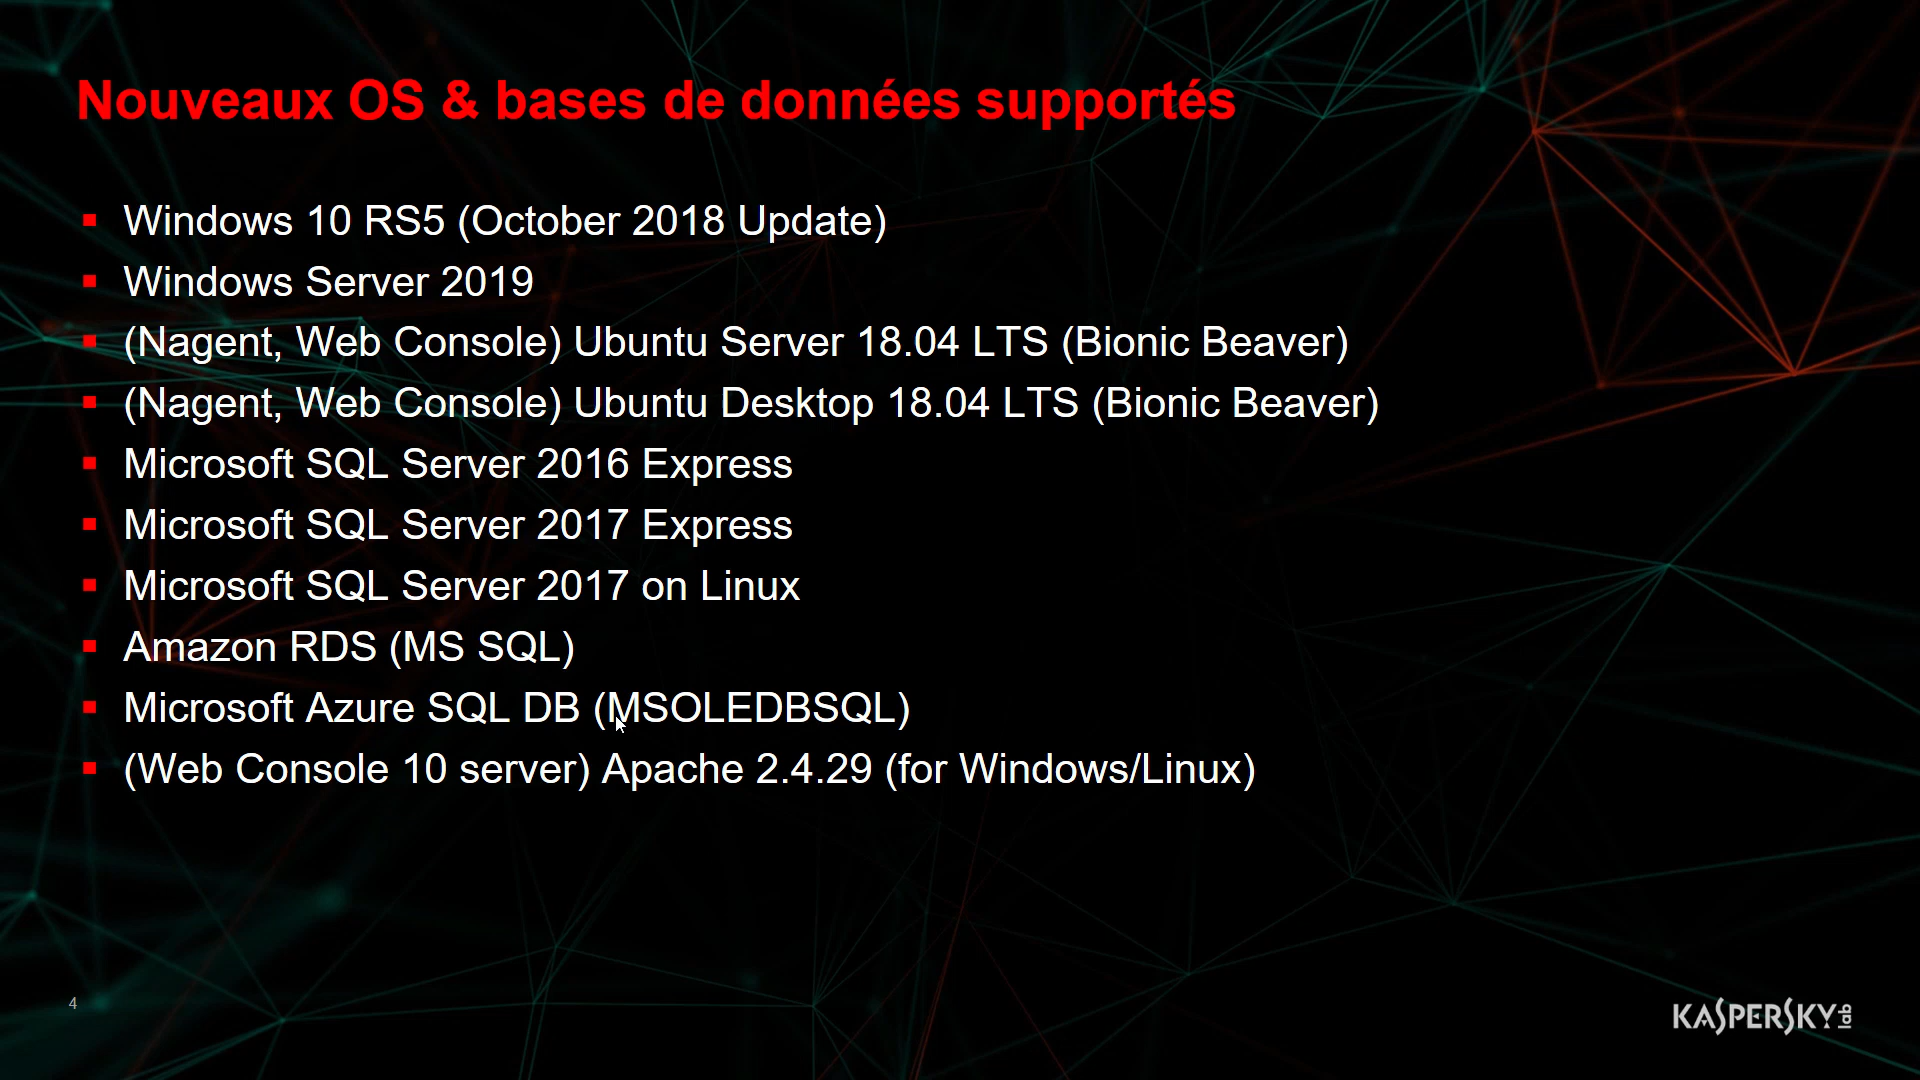 Nouveaux OS & bases de données supportés
Windows 10 RS5 (October 2018 Update)
Windows Server 2019
(Nagent, Web Console) Ubuntu Server 18.04 LTS (Bionic Beaver)
(Nagent, Web Console) Ubuntu Desktop 18.04 LTS (Bionic Beaver)
Microsoft SQL Server 2016 Express
Microsoft SQL Server 2017 Express
Microsoft SQL Server 2017 on Linux
Amazon RDS (MS SQL)
Microsoft Azure SQL DB (MSOLEDBSQL)
(Web Console 10 server) Apache 2.4.29 (for Windows/Linux)
4
KASPERSKY lab